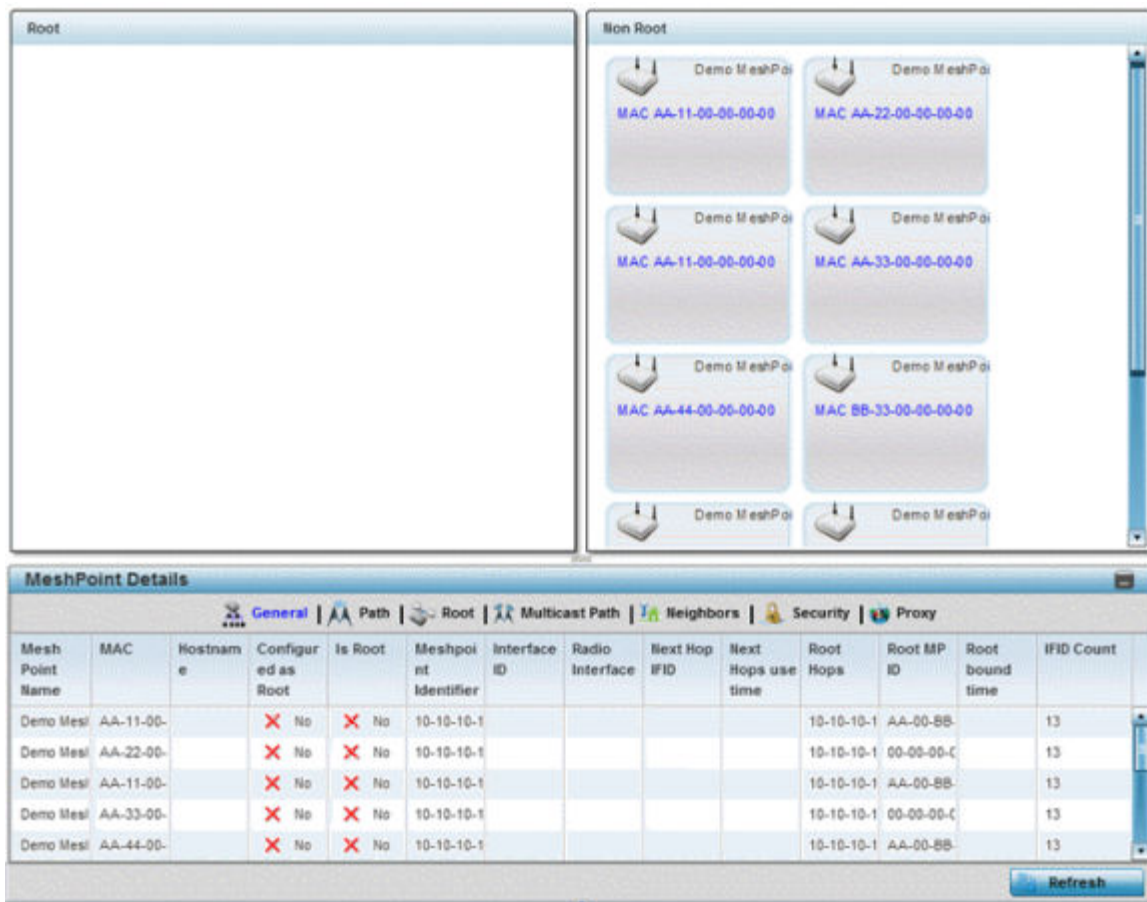 Root
Non Root
Demo MeshPoi
MAC AA-11-00-00-00-00
Demo MeshPoi
MAC AA-22-00-00-00-00
Demo MeshPoi
MAC AA-11-00-00-00-00
Demo MeshPoi
MAC AA-33-00-00-00-00
Demo MeshPoi
MAC AA-44-00-00-00-00
Demo MeshPoi
MAC BB-33-00-00-00-00
Demo MeshPoi
Demo MeshPoi
MeshPoint Details
General | Path | Root | Multicast Path | Neighbors | Security | Proxy
Mesh Point Name
MAC
Hostnam
e
Configur
ed as
Root
Is Root
Meshpoi
nt
Identifier
Interface
ID
Radio
Interface
Next Hop
IFID
Next
Hops use
time
Root
Hops
Root MP
ID
Root
bound
time
IFID Count
Demo Mesh AA-11-00- No No 10-10-10-1 10-10-10-1 AA-00-BB- 13
Demo Mesh AA-22-00- No No 10-10-10-1 10-10-10-1 00-00-00-0 13
Demo Mesh AA-11-00- No No 10-10-10-1 10-10-10-1 AA-00-BB- 13
Demo Mesh AA-33-00- No No 10-10-10-1 10-10-10-1 00-00-00-0 13
Demo Mesh AA-44-00- No No 10-10-10-1 10-10-10-1 AA-00-BB- 13
Refresh